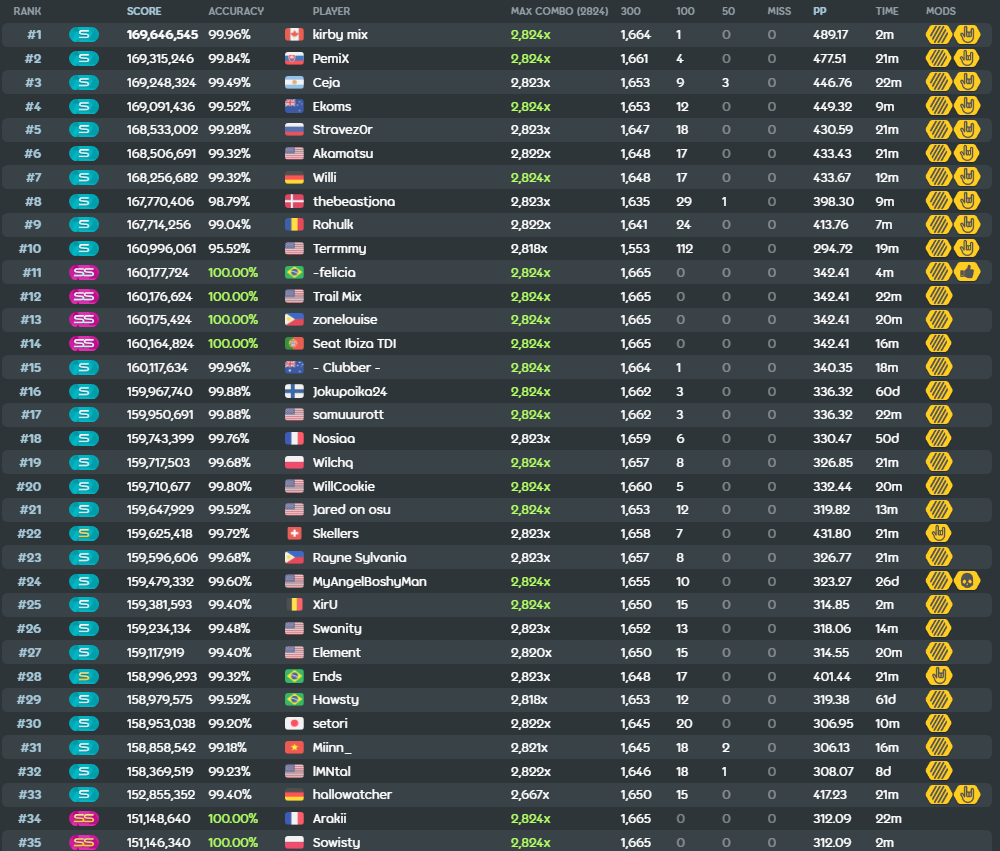 RANK SCORE ACCURACY PLAYER MAX COMBO (2824) 300 100 50 MISS PP TIME MODS
#1 S 169,646,545 99.96% kirby mix 2,824x 1,664 1 0 0 489.17 2m
#2 S 169,315,246 99.84% PemiX 2,824x 1,661 4 0 0 477.51 21m
#3 S 169,248,324 99.49% Ceja 2,823x 1,653 9 3 0 446.76 22m
#4 S 169,091,436 99.52% Ekoms 2,824x 1,653 12 0 0 449.32 9m
#5 S 168,533,002 99.28% Stravez0r 2,823x 1,647 18 0 0 430.59 21m
#6 S 168,506,691 99.32% Akamatsu 2,822x 1,648 17 0 0 433.43 21m
#7 S 168,256,682 99.32% Willi 2,824x 1,648 17 0 0 433.67 12m
#8 S 167,770,406 98.79% thebeastjona 2,823x 1,635 29 1 0 398.30 9m
#9 S 167,714,256 99.04% Rohulk 2,822x 1,641 24 0 0 413.76 7m
#10 S 160,996,061 95.52% Terrmmy 2,818x 1,553 112 0 0 294.72 19m
#11 SS 160,177,724 100.00% -felicia 2,824x 1,665 0 0 0 342.41 4m
#12 SS 160,176,624 100.00% Trail Mix 2,824x 1,665 0 0 0 342.41 22m
#13 SS 160,175,424 100.00% zonelouise 2,824x 1,665 0 0 0 342.41 20m
#14 SS 160,164,824 100.00% Seat Ibiza TDI 2,824x 1,665 0 0 0 342.41 16m
#15 S 160,117,634 99.96% - Clubber - 2,824x 1,664 1 0 0 340.35 18m
#16 S 159,967,740 99.88% Jokupoika24 2,824x 1,662 3 0 0 336.32 60d
#17 S 159,950,691 99.88% samuuurott 2,824x 1,662 3 0 0 336.32 22m
#18 S 159,743,399 99.76% Nosiaa 2,823x 1,659 6 0 0 330.47 50d
#19 S 159,717,503 99.68% Wilchq 2,824x 1,657 8 0 0 326.85 21m
#20 S 159,710,677 99.80% WillCookie 2,824x 1,660 5 0 0 332.44 20m
#21 S 159,647,929 99.52% Jared on osu 2,824x 1,653 12 0 0 319.82 13m
#22 S 159,625,418 99.72% Skellers 2,823x 1,658 7 0 0 431.80 21m
#23 S 159,596,606 99.68% Rayne Sylvania 2,823x 1,657 8 0 0 326.77 21m
#24 S 159,479,332 99.60% MyAngelBoshyMan 2,824x 1,655 10 0 0 323.27 26d
#25 S 159,381,593 99.40% XirU 2,824x 1,650 15 0 0 314.85 2m
#26 S 159,234,134 99.48% Swanity 2,823x 1,652 13 0 0 318.06 14m
#27 S 159,117,919 99.40% Element 2,820x 1,650 15 0 0 314.55 20m
#28 S 158,996,293 99.32% Ends 2,823x 1,648 17 0 0 401.44 21m
#29 S 158,979,575 99.52% Hawsty 2,818x 1,653 12 0 0 319.38 61d
#30 S 158,953,038 99.20% setori 2,822x 1,645 20 0 0 306.95 10m
#31 S 158,858,542 99.18% Miinn_ 2,821x 1,645 18 2 0 306.13 16m
#32 S 158,369,519 99.23% lMNtal 2,822x 1,646 18 1 0 308.07 8d
#33 S 152,855,352 99.40% hallowatcher 2,667x 1,650 15 0 0 417.23 21m
#34 SS 151,148,640 100.00% Arakii 2,824x 1,665 0 0 0 312.09 22m
#35 SS 151,146,340 100.00% Sowisty 2,824x 1,665 0 0 0 312.09 2m